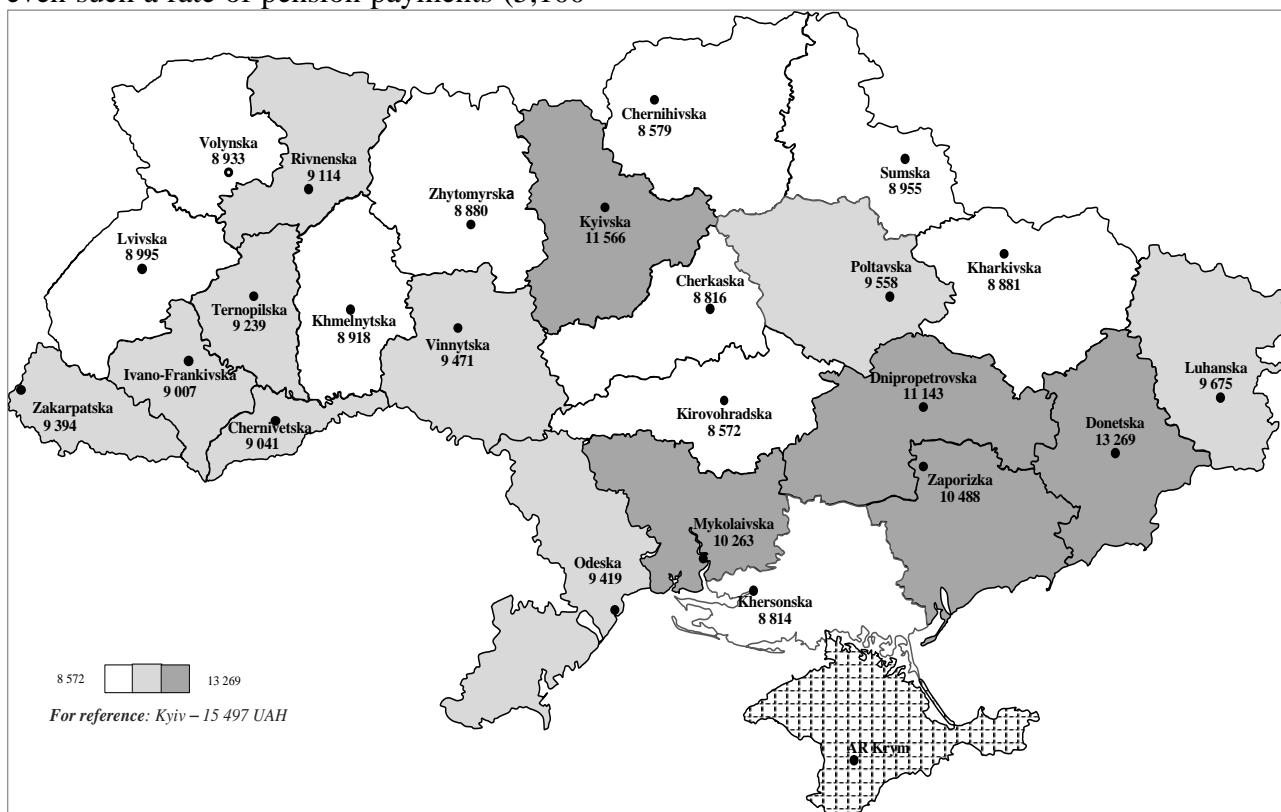 even such a rate of pension payments (3,100
Chernihivska
8 579
Volynska
8 933
Rivnenska
9 114
Sumska
8 955
Zhytomyrska
8 880
Kyivska
11 566
Lvivska
8 995
Poltavska
9 558
Kharkivska
8 881
Cherkaska
8 816
Ternopilska
9 239
Khmelnytska
8 918
Vinnytska
9 471
Ivano-Frankivska
9 007
Dnipropetrovska
11 143
Luhanska
9 675
Zakarpatska
9 394
Chernivetska
9 041
Kirovohradska
8 572
Donetska
13 269
Zaporizka
10 488
Mykolaivska
10 263
Odeska
9 419
Khersonska
8 814
8 572 13 269
For reference: Kyiv – 15 497 UAH
AR Krym